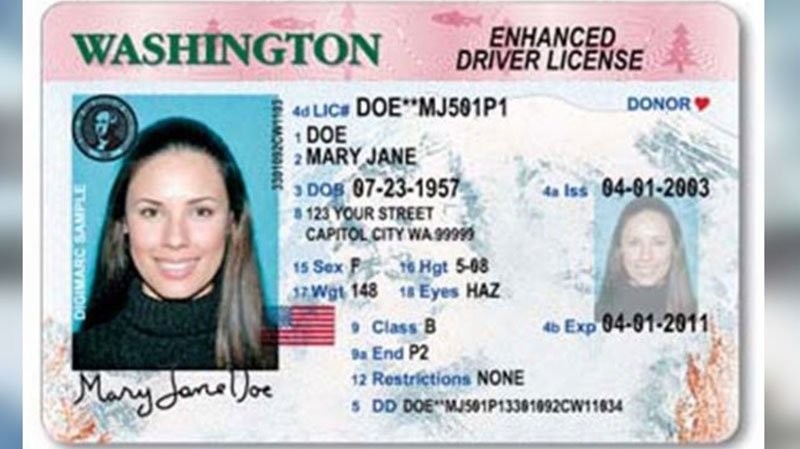 WASHINGTON
ENHANCED
DRIVER LICENSE
4d LIC# DOE**MJ501P1
DONOR
1 DOE
2 MARY JANE
3 DOB 07-23-1957
4a Iss 04-01-2003
8 123 YOUR STREET
CAPITOL CITY WA 99999
15 Sex F 16 Hgt 5-08
17 Wgt 148 18 Eyes HAZ
9 Class B
4b Exp 04-01-2011
9a End P2
12 Restrictions NONE
5 DD DOE**MJ501P13301092CW11034
DIGIMARC SAMPLE
3301092CW1103
Mary Jane Doe